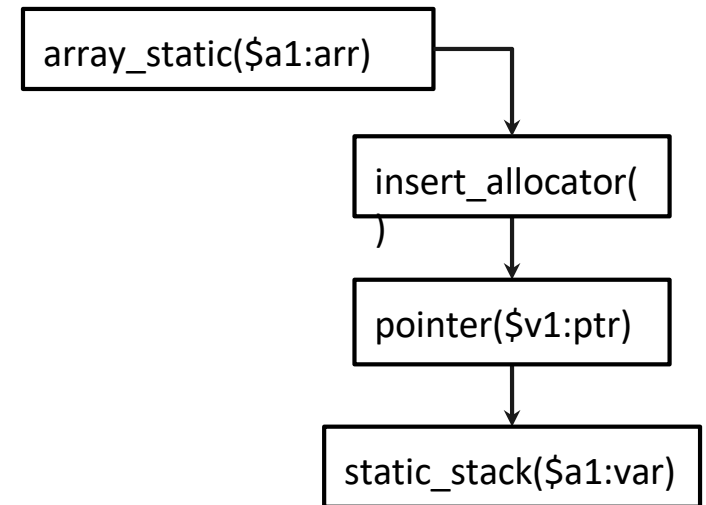 array_static($a1:arr)
insert_allocator(
)
pointer($v1:ptr)
static_stack($a1:var)